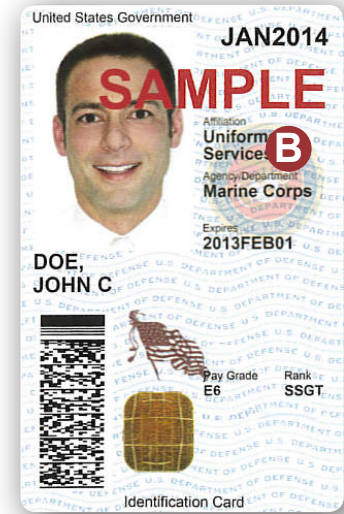 United States Government
JAN2014
SAMPLE
Affiliation
Uniform
Services
B
Agency/Department
Marine Corps
Expires
2013FEB01
DOE,
JOHN C
Pay Grade Rank
E6 SSGT
Identification Card